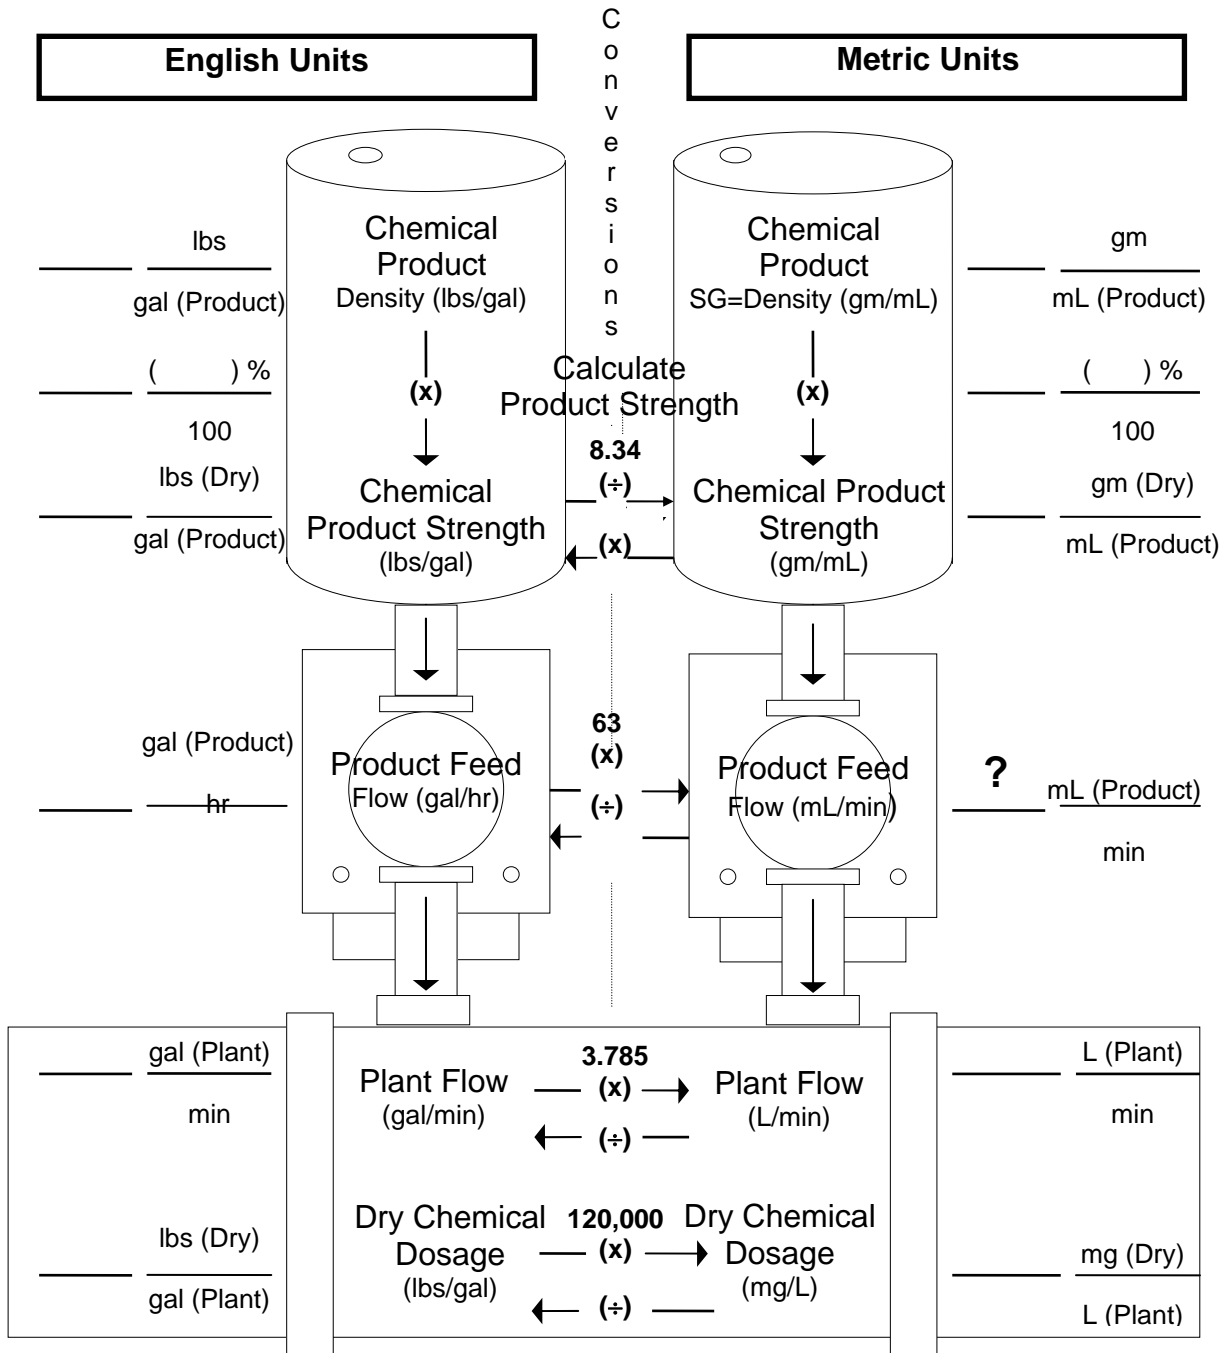 English Units
Conversions
Metric Units
lbs
gal (Product)
( ) %
100
lbs (Dry)
gal (Product)
Chemical
Product
Density (lbs/gal)
(x)
Chemical
Product Strength
(lbs/gal)
Calculate
Product Strength
8.34
(÷)
(x)
Chemical
Product
SG=Density (gm/mL)
(x)
Chemical Product
Strength
(gm/mL)
gm
mL (Product)
( ) %
100
gm (Dry)
mL (Product)
gal (Product)
hr
Product Feed
Flow (gal/hr)
63
(x)
(÷)
Product Feed
Flow (mL/min)
?
mL (Product)
min
gal (Plant)
min
Plant Flow
(gal/min)
3.785
(x)
(÷)
Plant Flow
(L/min)
L (Plant)
min
lbs (Dry)
gal (Plant)
Dry Chemical
Dosage
(lbs/gal)
120,000
(x)
(÷)
Dry Chemical
Dosage
(mg/L)
mg (Dry)
L (Plant)